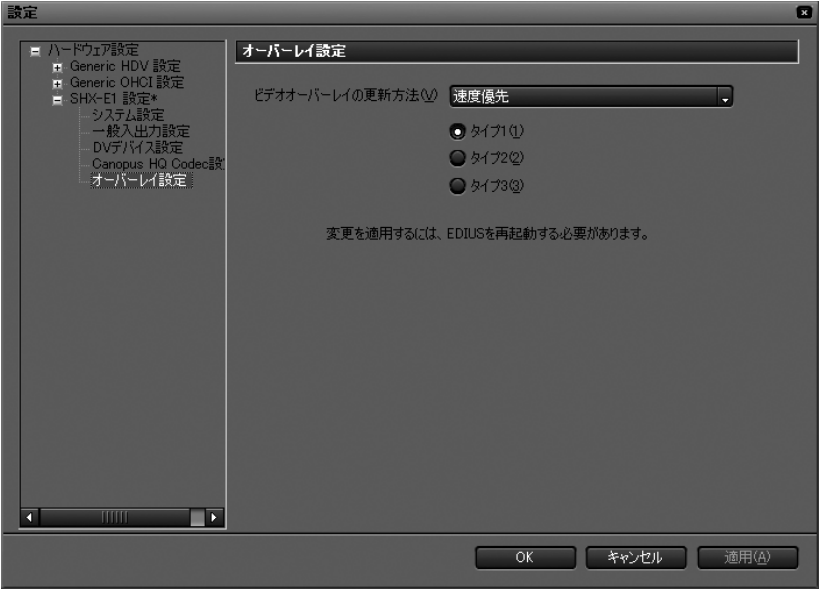 設定
ハードウェア設定
Generic HDV 設定
Generic OHCI 設定
SHX-E1 設定*
システム設定
一般入出力設定
DVデバイス設定
Canopus HQ Codec設
オーバーレイ設定
オーバーレイ設定
ビデオオーバーレイの更新方法(V) 速度優先
タイプ1(1)
タイプ2(2)
タイプ3(3)
変更を適用するには、EDIUSを再起動する必要があります。
OK キャンセル 適用(A)